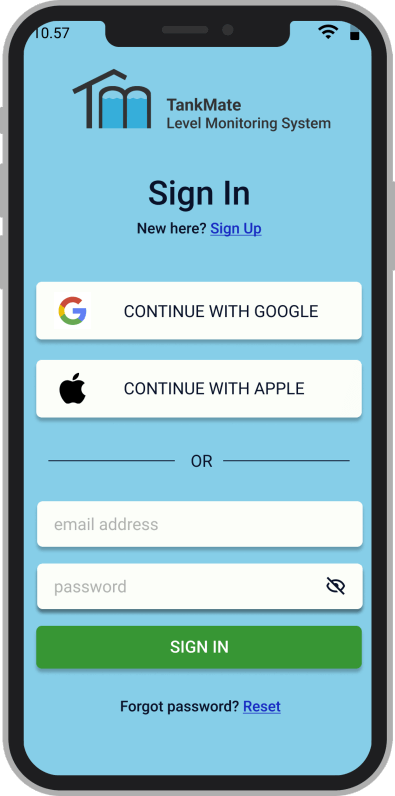 10.57
TankMate
Level Monitoring System
Sign In
New here? Sign Up
CONTINUE WITH GOOGLE
CONTINUE WITH APPLE
OR
email address
password
SIGN IN
Forgot password? Reset